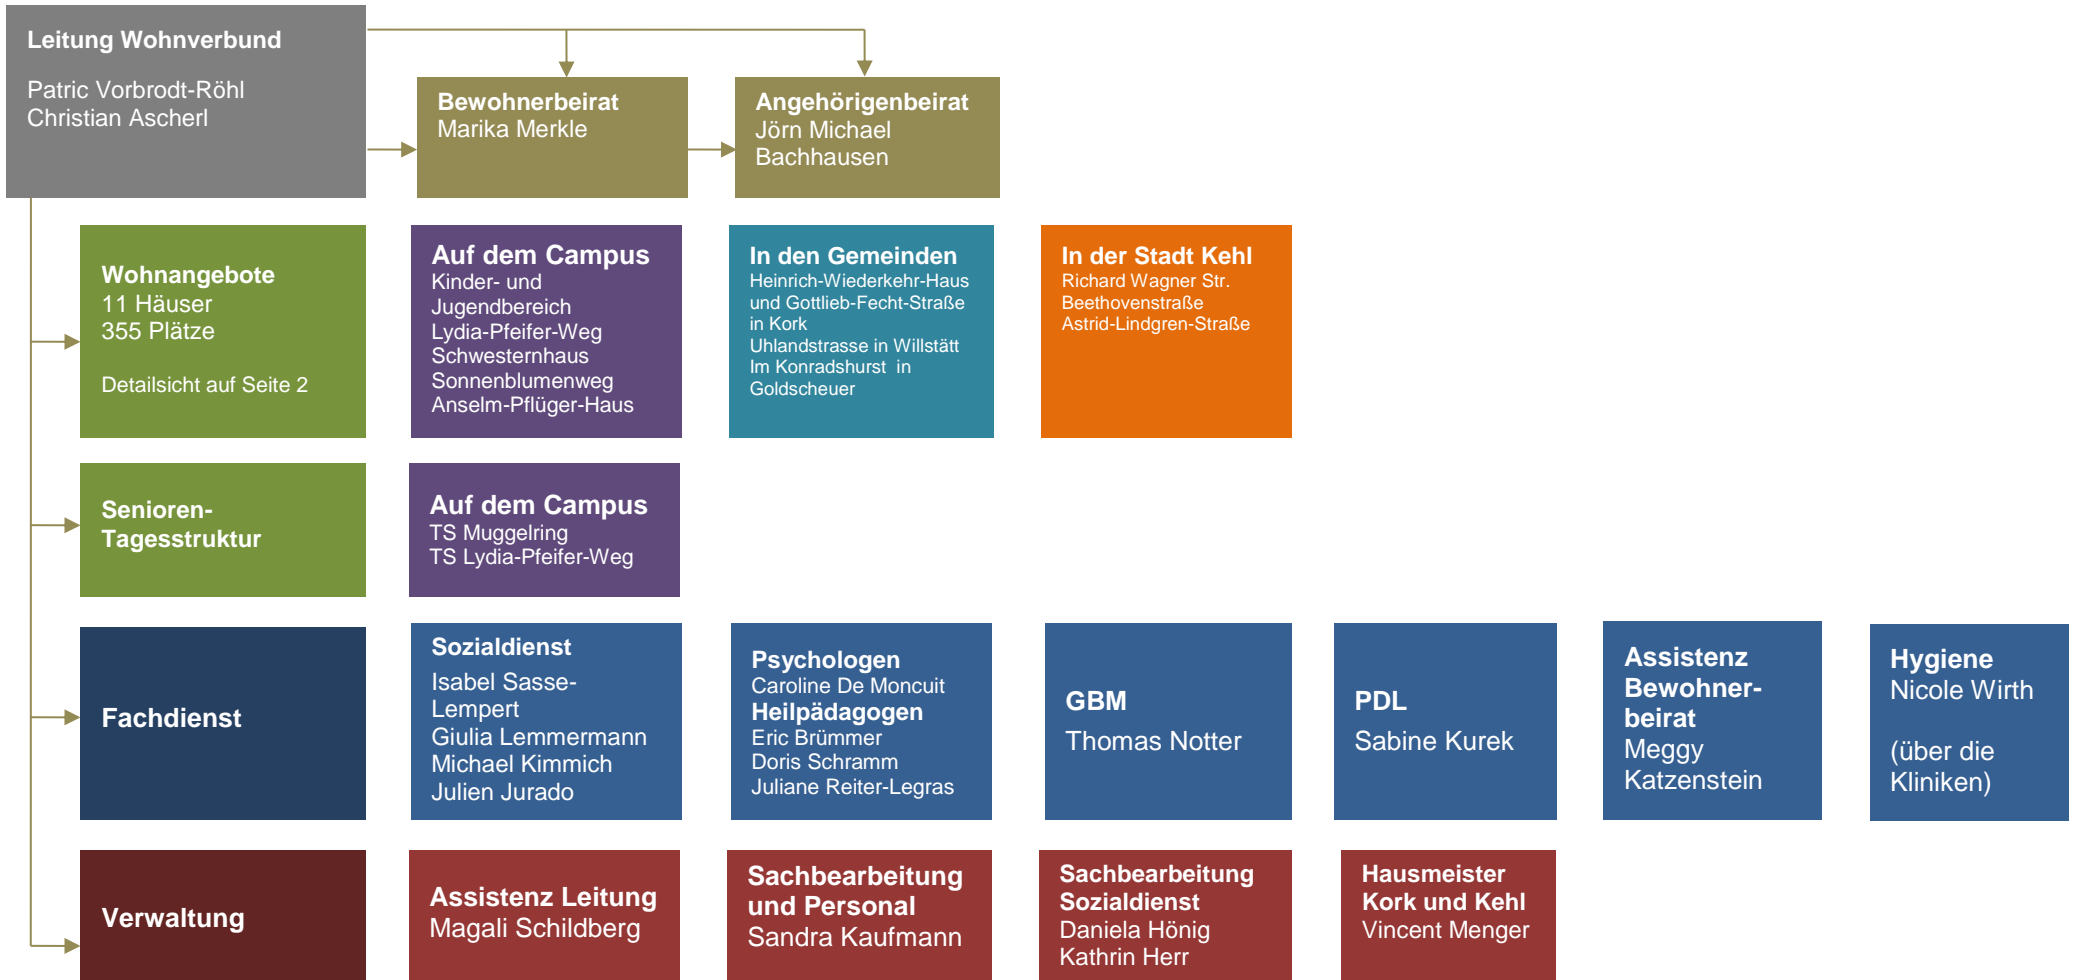 Leitung Wohnverbund
Patric Vorbrodt-Röhl
Christian Ascherl
Bewohnerbeirat
Marika Merkle
Angehörigenbeirat
Jörn Michael
Bachhausen
Wohnangebote
11 Häuser
355 Plätze
Detailsicht auf Seite 2
Auf dem Campus
Kinder- und
Jugendbereich
Lydia-Pfeifer-Weg
Schwesternhaus
Sonnenblumenweg
Anselm-Pflüger-Haus
In den Gemeinden
Heinrich-Wiederkehr-Haus
und Gottlieb-Fecht-Straße
in Kork
Uhlandstrasse in Willstätt
Im Konradshurst in
Goldscheuer
In der Stadt Kehl
Richard Wagner Str.
Beethovenstraße
Astrid-Lindgren-Straße
Senioren-
Tagesstruktur
Auf dem Campus
TS Muggelring
TS Lydia-Pfeifer-Weg
Fachdienst
Sozialdienst
Isabel Sasse-
Lempert
Giulia Lemmermann
Michael Kimmich
Julien Jurado
Psychologen
Caroline De Moncuit
Heilpädagogen
Eric Brümmer
Doris Schramm
Juliane Reiter-Legras
GBM
Thomas Notter
PDL
Sabine Kurek
Assistenz
Bewohner-
beirat
Meggy
Katzenstein
Hygiene
Nicole Wirth
(über die
Kliniken)
Verwaltung
Assistenz Leitung
Magali Schildberg
Sachbearbeitung
und Personal
Sandra Kaufmann
Sachbearbeitung
Sozialdienst
Daniela Hönig
Kathrin Herr
Hausmeister
Kork und Kehl
Vincent Menger